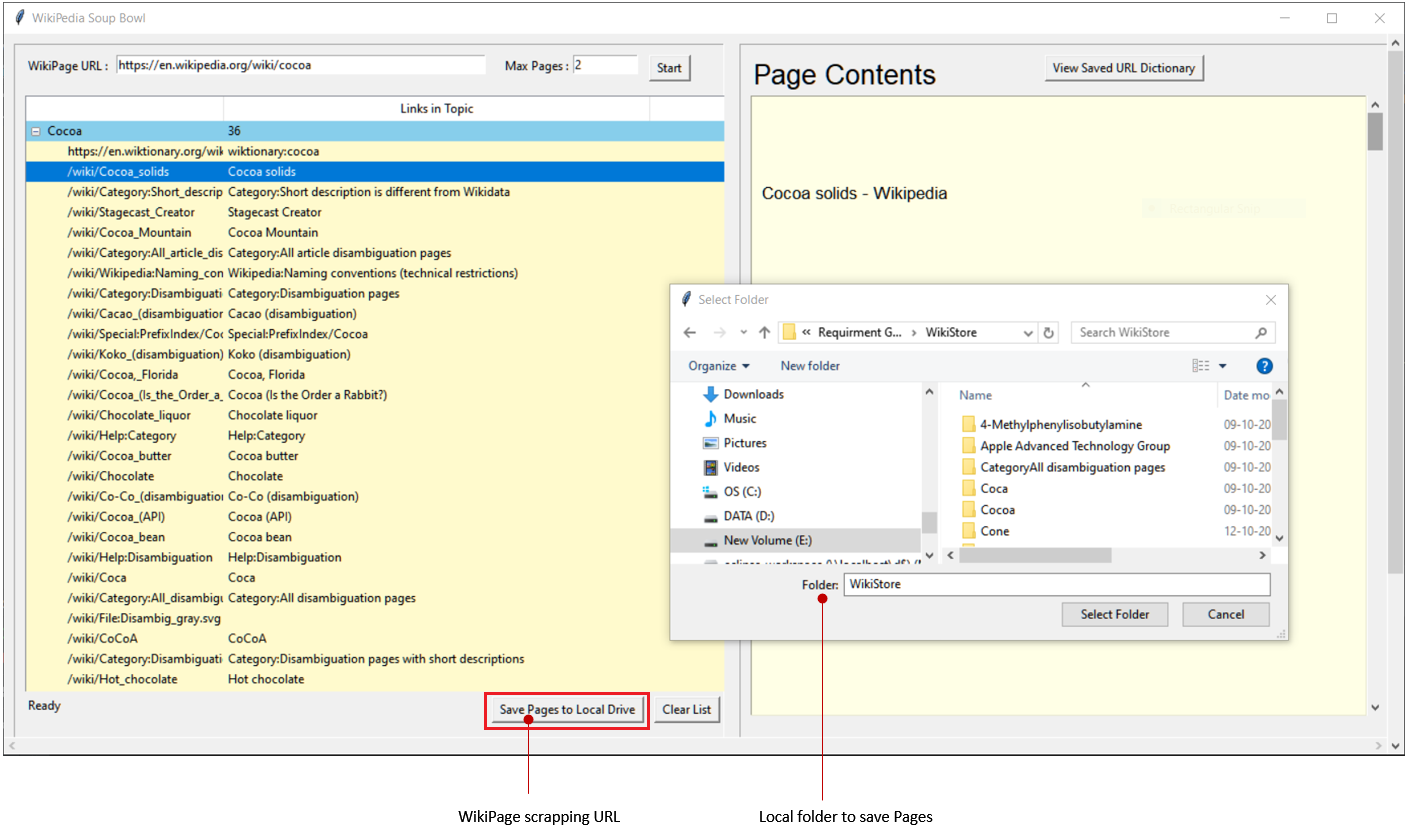 WikiPedia Soup Bowl
WikiPage URL : https://en.wikipedia.org/wiki/cocoa Max Pages : 2 Start
Links in Topic
Cocoa 36
https://en.wiktionary.org/wik wiktionary:cocoa
/wiki/Cocoa_solids Cocoa solids
/wiki/Category:Short_descrip Category:Short description is different from Wikidata
/wiki/Stagecast_Creator Stagecast Creator
/wiki/Cocoa_Mountain Cocoa Mountain
/wiki/Category:All_article_dis Category:All article disambiguation pages
/wiki/Wikipedia:Naming_con Wikipedia:Naming conventions (technical restrictions)
/wiki/Category:Disambiguati Category:Disambiguation pages
/wiki/Cacao_(disambiguation Cacao (disambiguation)
/wiki/Special:PrefixIndex/Coc Special:PrefixIndex/Cocoa
/wiki/Koko_(disambiguation) Koko (disambiguation)
/wiki/Cocoa,_Florida Cocoa, Florida
/wiki/Cocoa_(Is_the_Order_a_ Cocoa (Is the Order a Rabbit?)
/wiki/Chocolate_liquor Chocolate liquor
/wiki/Help:Category Help:Category
/wiki/Cocoa_butter Cocoa butter
/wiki/Chocolate Chocolate
/wiki/Co-Co_(disambiguation Co-Co (disambiguation)
/wiki/Cocoa_(API) Cocoa (API)
/wiki/Cocoa_bean Cocoa bean
/wiki/Help:Disambiguation Help:Disambiguation
/wiki/Coca Coca
/wiki/Category:All_disambigu Category:All disambiguation pages
/wiki/File:Disambig_gray.svg
/wiki/CoCoA CoCoA
/wiki/Category:Disambiguati Category:Disambiguation pages with short descriptions
/wiki/Hot_chocolate Hot chocolate
Ready
Save Pages to Local Drive Clear List
Page Contents View Saved URL Dictionary
Cocoa solids - Wikipedia
Select Folder
« Requirment G... › WikiStore Search WikiStore
Organize New folder ?
Downloads
Music
Pictures
Videos
OS (C:)
DATA (D:)
New Volume (E:)
Name Date mo
4-Methylphenylisobutylamine 09-10-20
Apple Advanced Technology Group 09-10-20
CategoryAll disambiguation pages 09-10-20
Coca 09-10-20
Cocoa 09-10-20
Cone 12-10-20
Folder: WikiStore
Select Folder Cancel
WikiPage scrapping URL
Local folder to save Pages